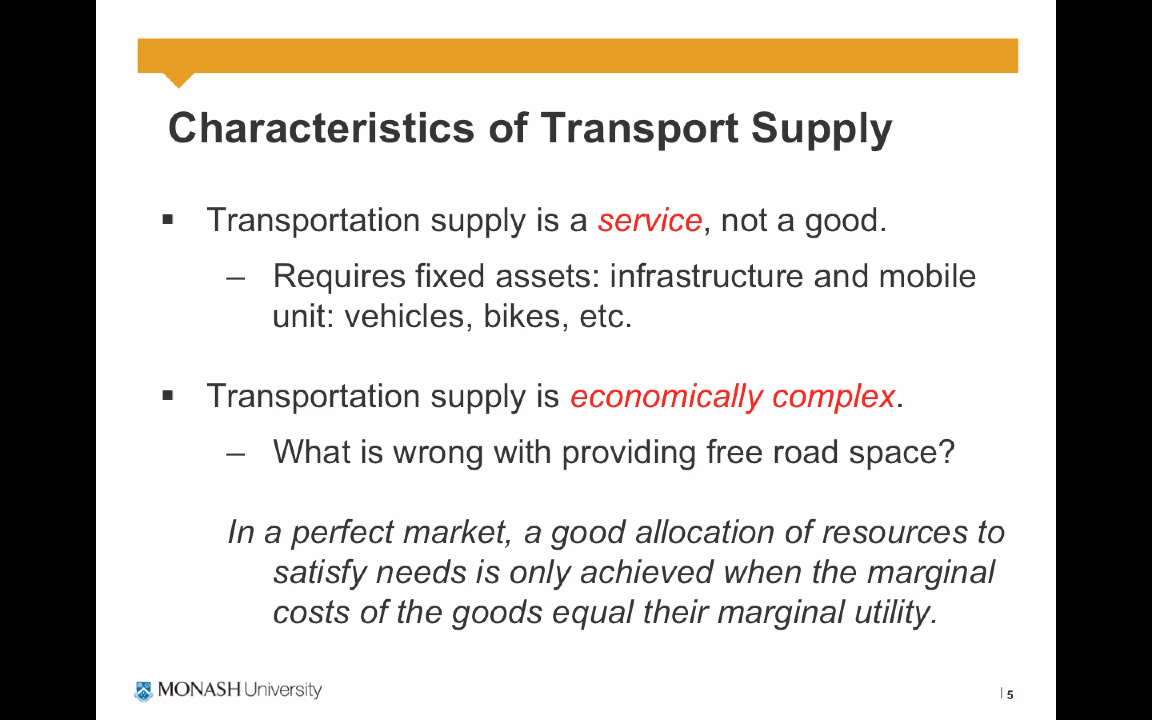 Characteristics of Transport Supply
▪ Transportation supply is a service, not a good.
– Requires fixed assets: infrastructure and mobile
unit: vehicles, bikes, etc.
▪ Transportation supply is economically complex.
– What is wrong with providing free road space?
In a perfect market, a good allocation of resources to
satisfy needs is only achieved when the marginal
costs of the goods equal their marginal utility.
MONASH University
| 5